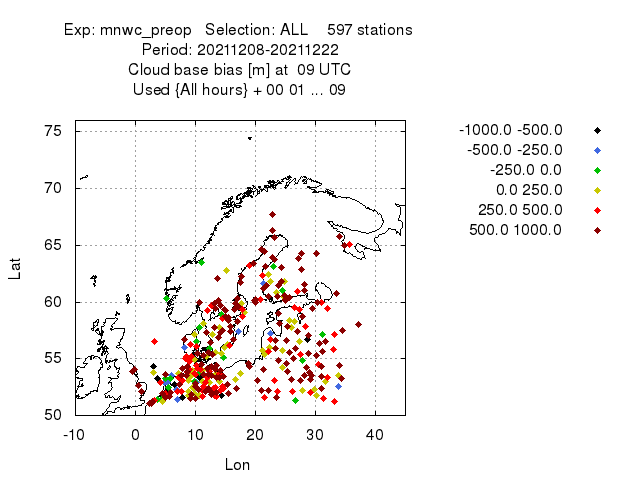 Exp: mnwc_preop   Selection: ALL    597 stations
Period: 20211208-20211222
Cloud base bias [m] at  09 UTC
Used {All hours} + 00 01 ... 09
-1000.0 -500.0
-500.0 -250.0
-250.0 0.0
0.0 250.0
250.0 500.0
500.0 1000.0
75
70
65
60
55
50
Lat
-10 0 10 20 30 40
Lon